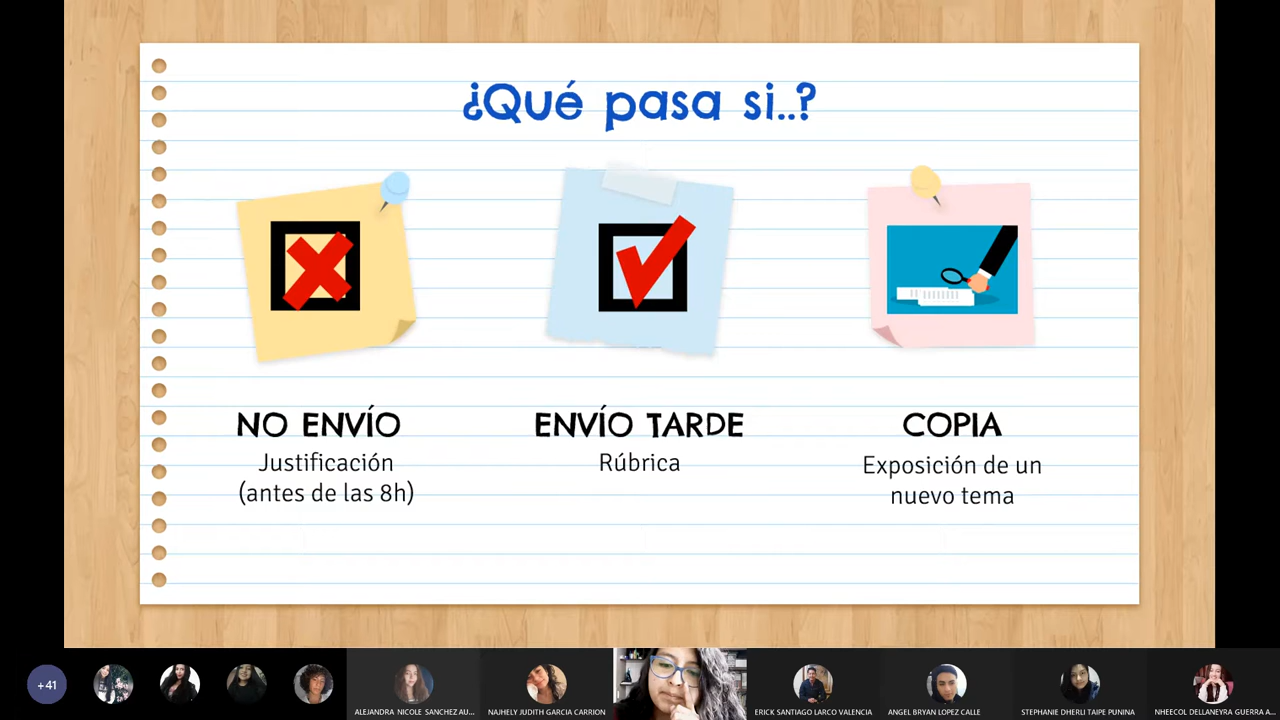 ¿Qué pasa si..?
NO ENVÍO
Justificación
(antes de las 8h)
ENVÍO TARDE
Rúbrica
COPIA
Exposición de un
nuevo tema
+41
ALEJANDRA NICOLE SANCHEZ AU...
NAJHELY JUDITH GARCIA CARRION
ERICK SANTIAGO LARCO VALENCIA
ANGEL BRYAN LOPEZ CALLE
STEPHANIE DHERLI TAIPE PUNINA
NHEECOL DELLANEYRA GUERRA A...